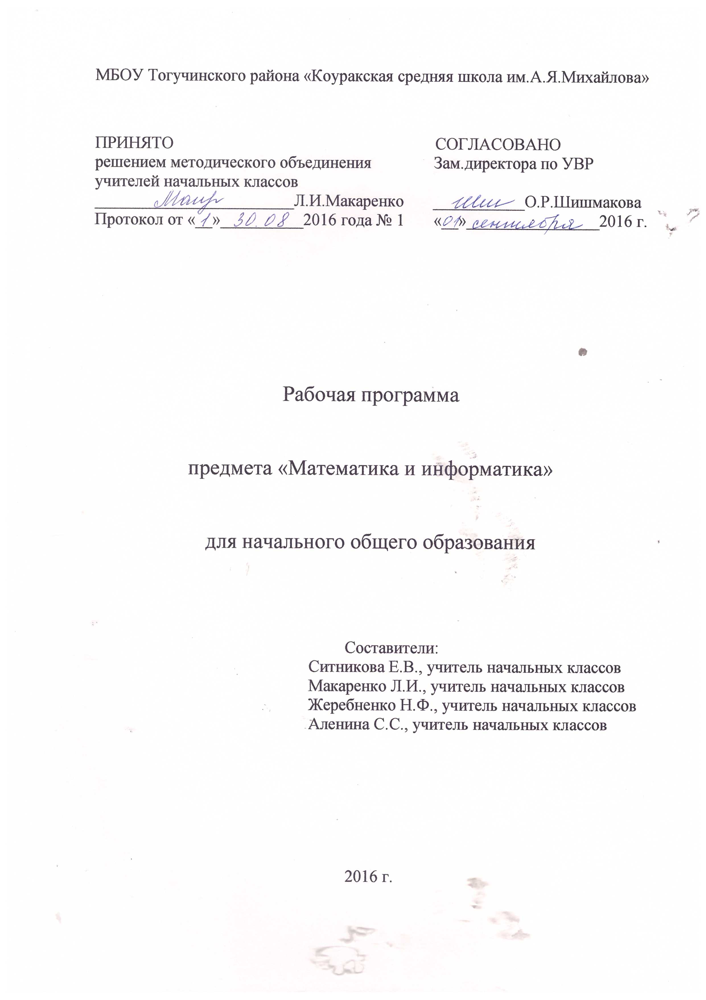 МБОУ Тогучинского района «Коуракская средняя школа им.А.Я.Михайлова»
ПРИНЯТО
решением методического объединения
учителей начальных классов
Л.И.Макаренко
Протокол от «1» 30.08 2016 года № 1
СОГЛАСОВАНО
Зам.директора по УВР
О.Р.Шишмакова
«01» сентября 2016 г.
Рабочая программа
предмета «Математика и информатика»
для начального общего образования
Составители:
Ситникова Е.В., учитель начальных классов
Макаренко Л.И., учитель начальных классов
Жеребненко Н.Ф., учитель начальных классов
Аленина С.С., учитель начальных классов
2016 г.